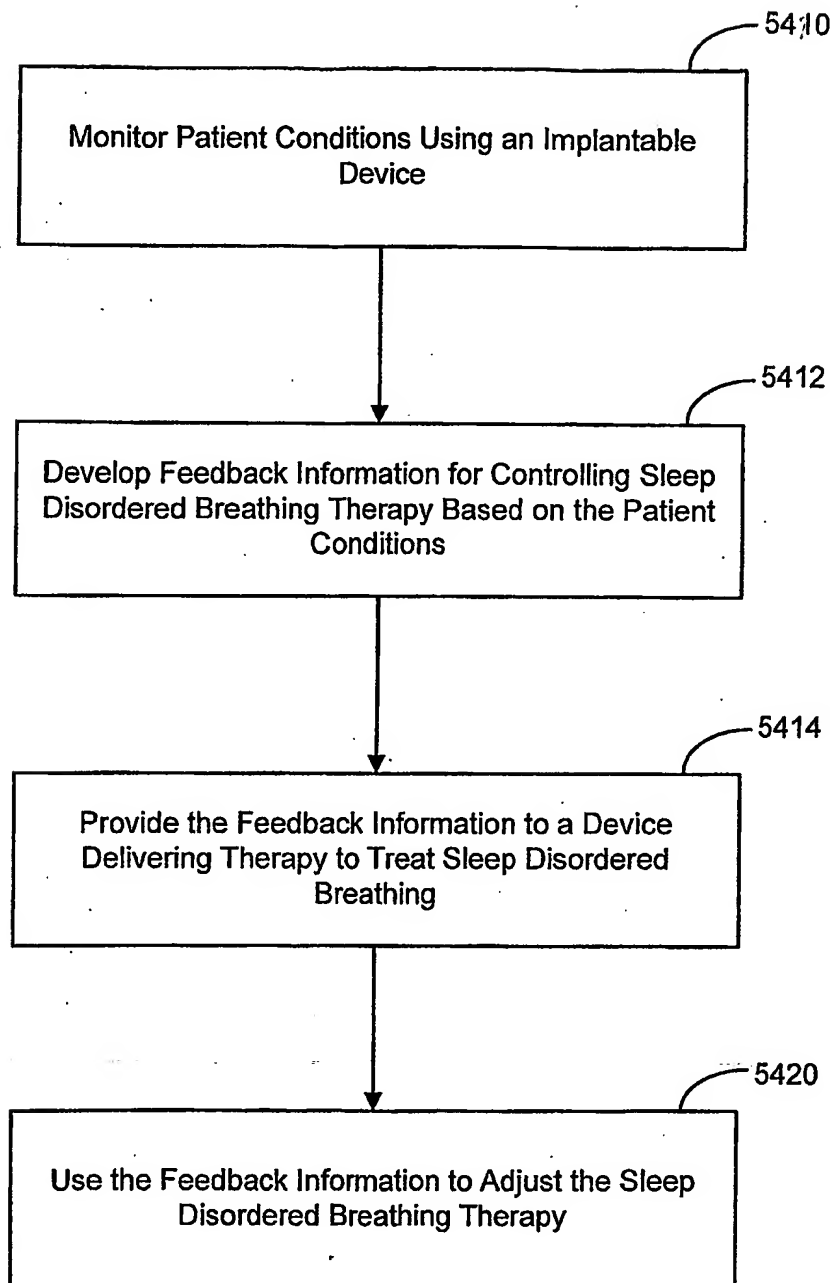 5410
Monitor Patient Conditions Using an Implantable
Device
5412
Develop Feedback Information for Controlling Sleep
Disordered Breathing Therapy Based on the Patient
Conditions
5414
Provide the Feedback Information to a Device
Delivering Therapy to Treat Sleep Disordered
Breathing
5420
Use the Feedback Information to Adjust the Sleep
Disordered Breathing Therapy